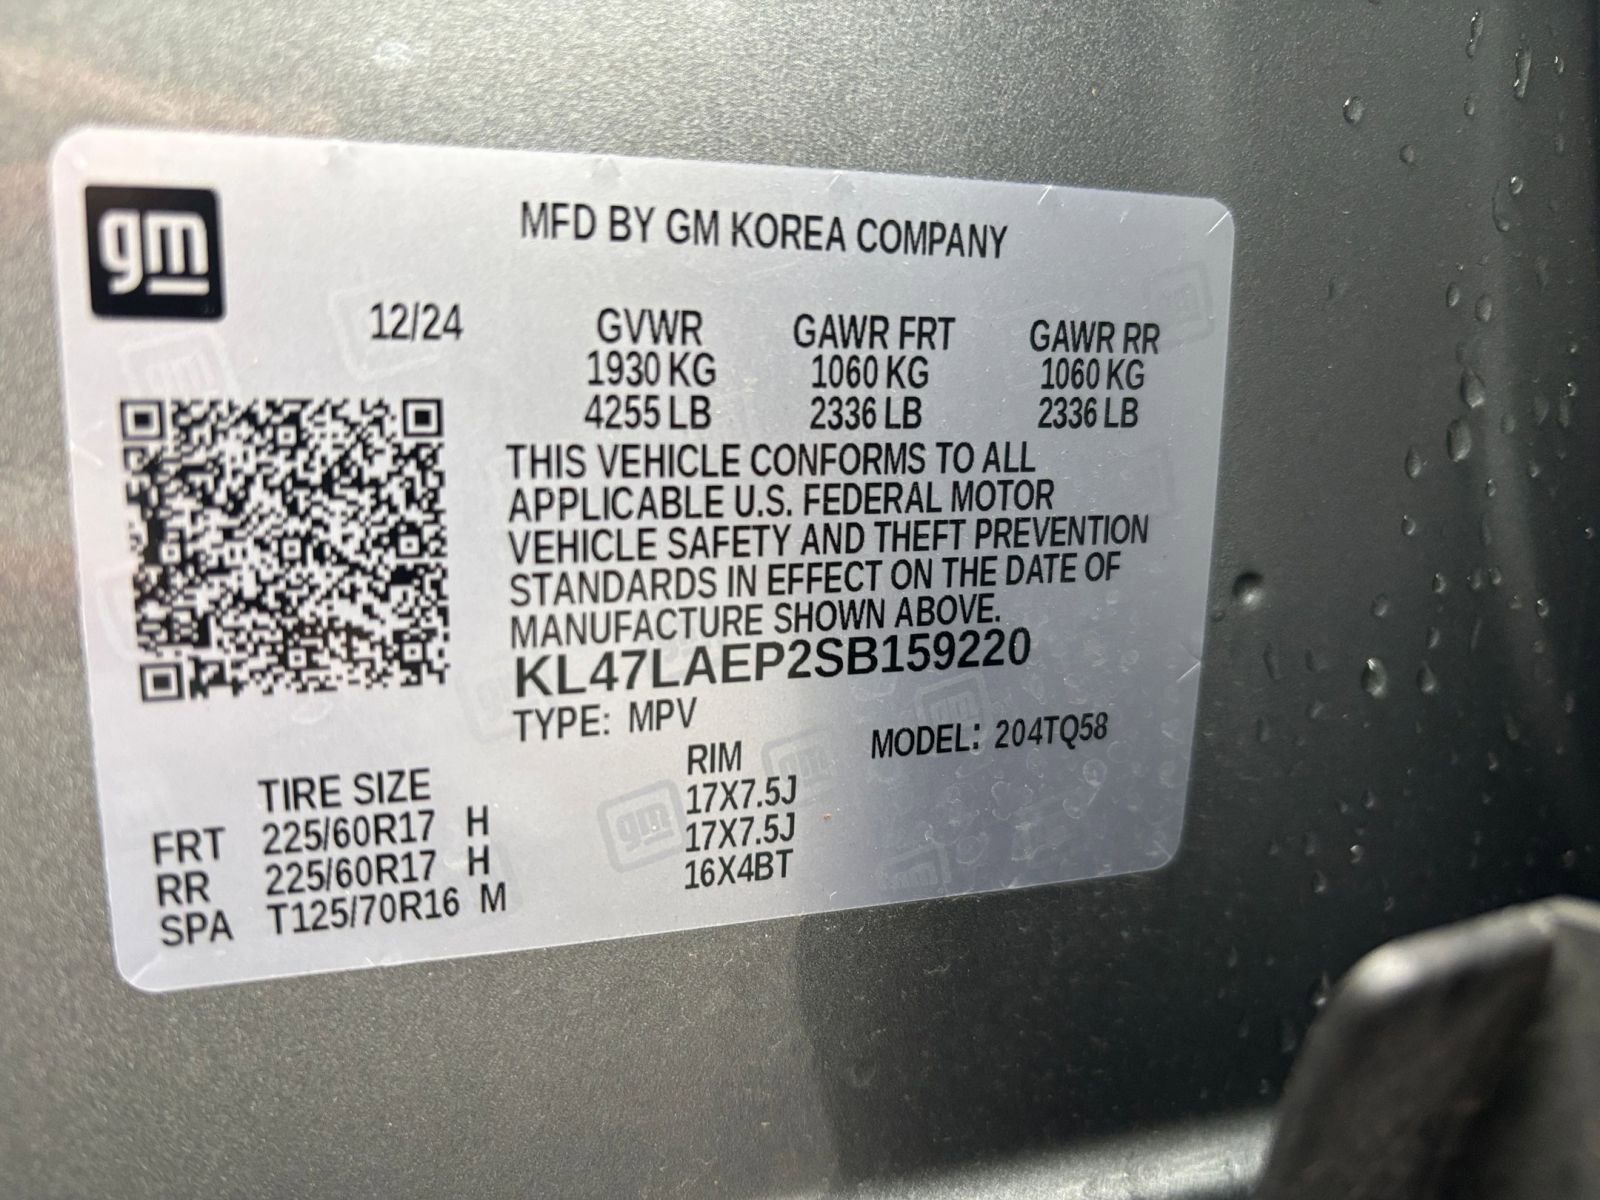 gm
MFD BY GM KOREA COMPANY
12/24
GVWR GAWR FRT GAWR RR
1930 KG 1060 KG 1060 KG
4255 LB 2336 LB 2336 LB
THIS VEHICLE CONFORMS TO ALL
APPLICABLE U.S. FEDERAL MOTOR
VEHICLE SAFETY AND THEFT PREVENTION
STANDARDS IN EFFECT ON THE DATE OF
MANUFACTURE SHOWN ABOVE.
KL47LAEP2SB159220
TYPE: MPV MODEL: 204TQ58
TIRE SIZE RIM
FRT 225/60R17 H 17X7.5J
RR 225/60R17 H 17X7.5J
SPA T125/70R16 M 16X4BT